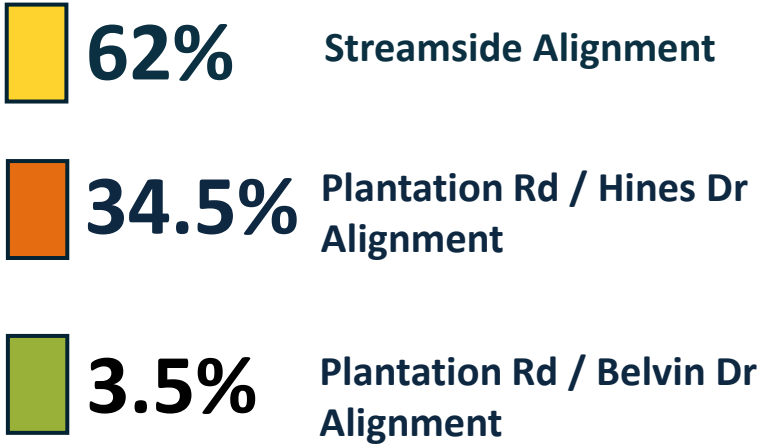 62% Streamside Alignment
34.5% Plantation Rd / Hines Dr
Alignment
3.5% Plantation Rd / Belvin Dr
Alignment